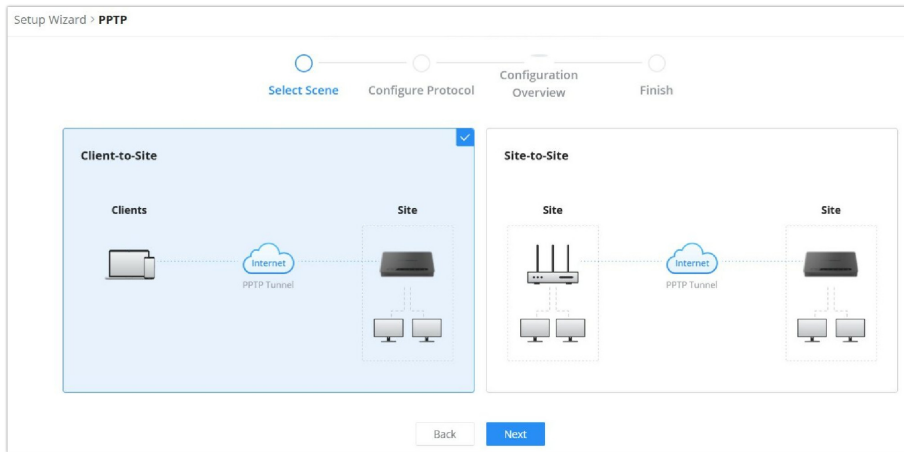 Setup Wizard > PPTP
Select Scene
Configure Protocol
Configuration
Overview
Finish
Client-to-Site
Clients
Site
Internet
PPTP Tunnel
Site-to-Site
Site
Site
Internet
PPTP Tunnel
Back
Next